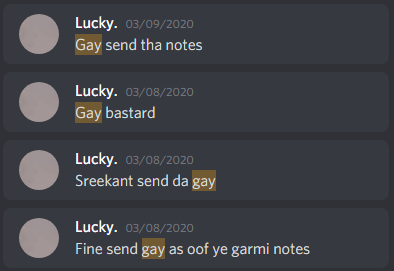 Lucky. 03/09/2020
Gay send tha notes
Lucky. 03/08/2020
Gay bastard
Lucky. 03/08/2020
Sreekant send da gay
Lucky. 03/08/2020
Fine send gay as oof ye garmi notes